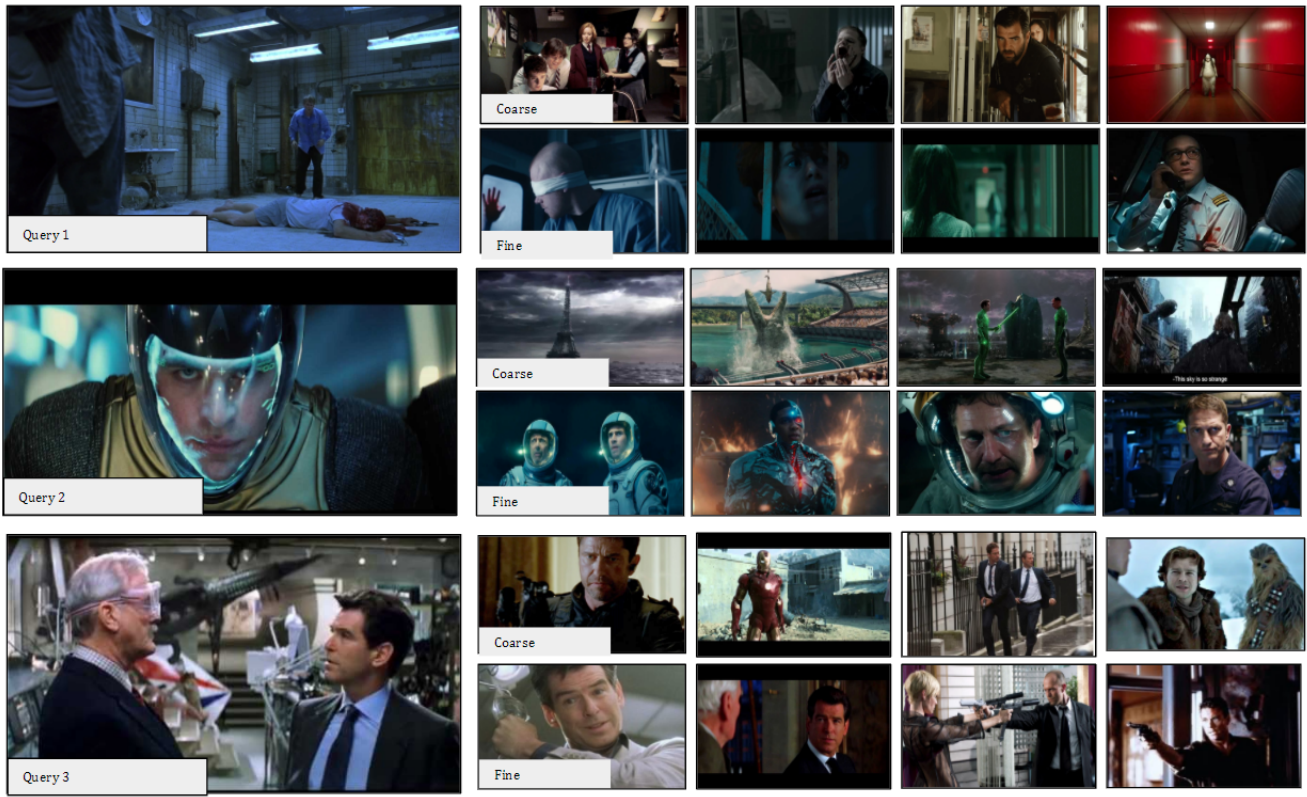 Coarse
Query 1
Fine
Coarse
-This sky is so strange
Query 2
Fine
Coarse
Query 3
Fine